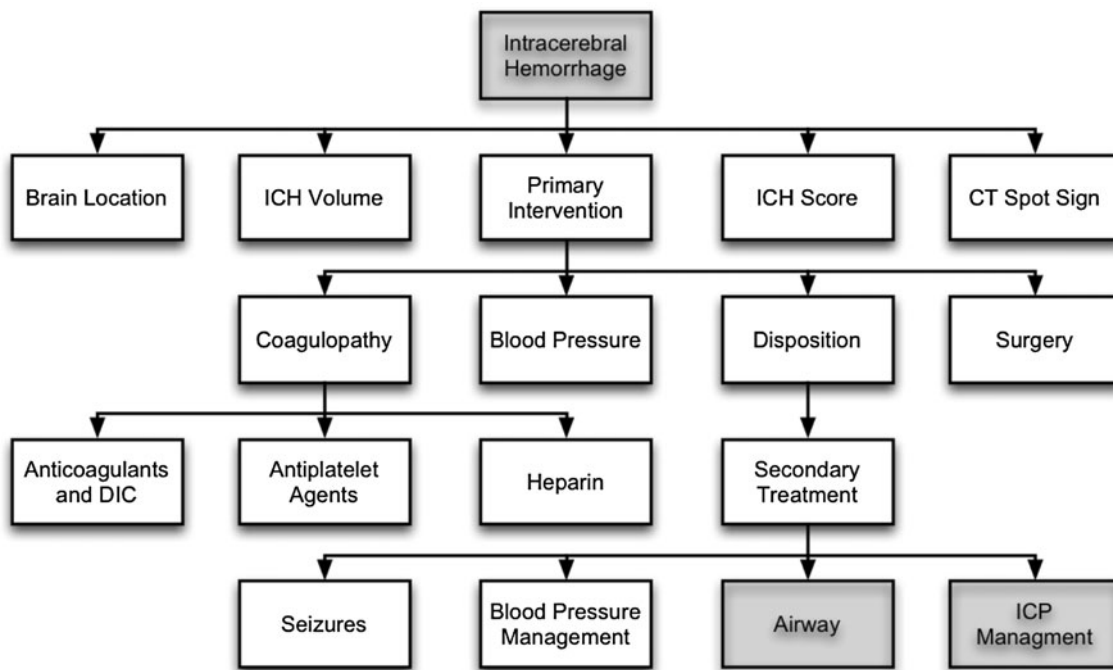 Intracerebral
Hemorrhage
Brain Location
ICH Volume
Primary
Intervention
ICH Score
CT Spot Sign
Coagulopathy
Blood Pressure
Disposition
Surgery
Anticoagulants
and DIC
Antiplatelet
Agents
Heparin
Secondary
Treatment
Seizures
Blood Pressure
Management
Airway
ICP
Managment